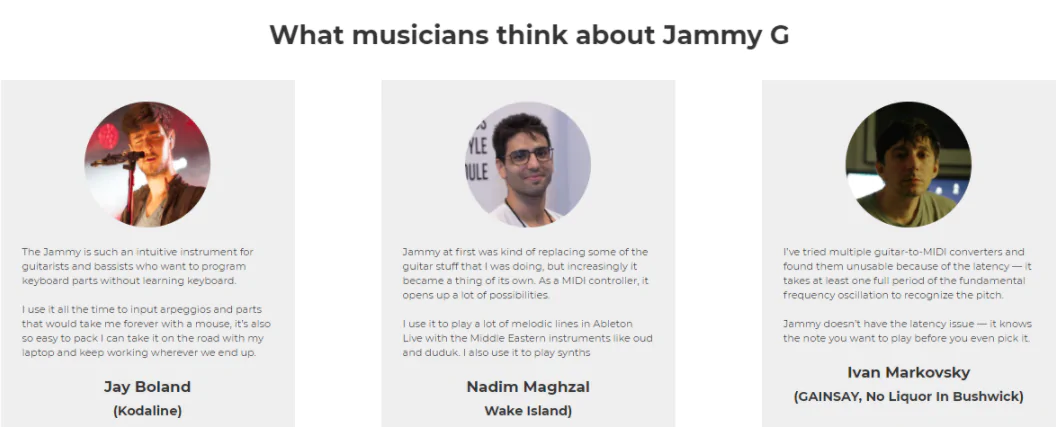 What musicians think about Jammy G
YLE
DULE
The Jammy is such an intuitive instrument for
guitarists and bassists who want to program
keyboard parts without learning keyboard.
I use it all the time to input arpeggios and parts
that would take me forever with a mouse, it's also
so easy to pack I can take it on the road with my
laptop and keep working wherever we end up.
Jay Boland
(Kodaline)
Jammy at first was kind of replacing some of the
guitar stuff that I was doing, but increasingly it
became a thing of its own. As a MIDI controller, it
opens up a lot of possibilities.
I use it to play a lot of melodic lines in Ableton
Live with the Middle Eastern instruments like oud
and duduk. I also use it to play synths
Nadim Maghzal
Wake Island)
I've tried multiple guitar-to-MIDI converters and
found them unusable because of the latency — it
takes at least one full period of the fundamental
frequency oscillation to recognize the pitch.
Jammy doesn't have the latency issue — it knows
the note you want to play before you even pick it.
Ivan Markovsky
(GAINSAY, No Liquor In Bushwick)